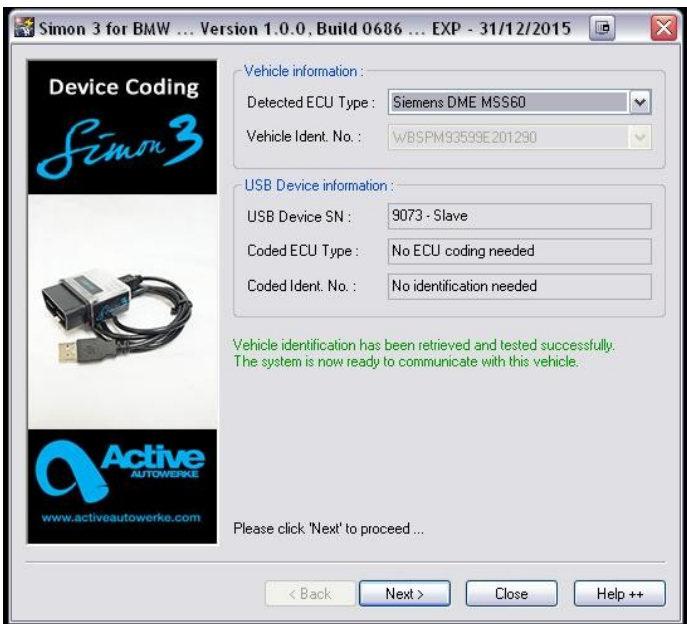 Simon 3 for BMW ... Version 1.0.0, Build 0686 ... EXP - 31/12/2015
Device Coding
Simon 3
Active
AUTOWERKE
www.activeautowerke.com
Vehicle information :
Detected ECU Type : Siemens DME MSS60
Vehicle Ident. No. : WBSPM93599E201290
USB Device information :
USB Device SN : 9073 - Slave
Coded ECU Type : No ECU coding needed
Coded Ident. No. : No identification needed
Vehicle identification has been retrieved and tested successfully.
The system is now ready to communicate with this vehicle.
Please click 'Next' to proceed ...
< Back Next > Close Help ++